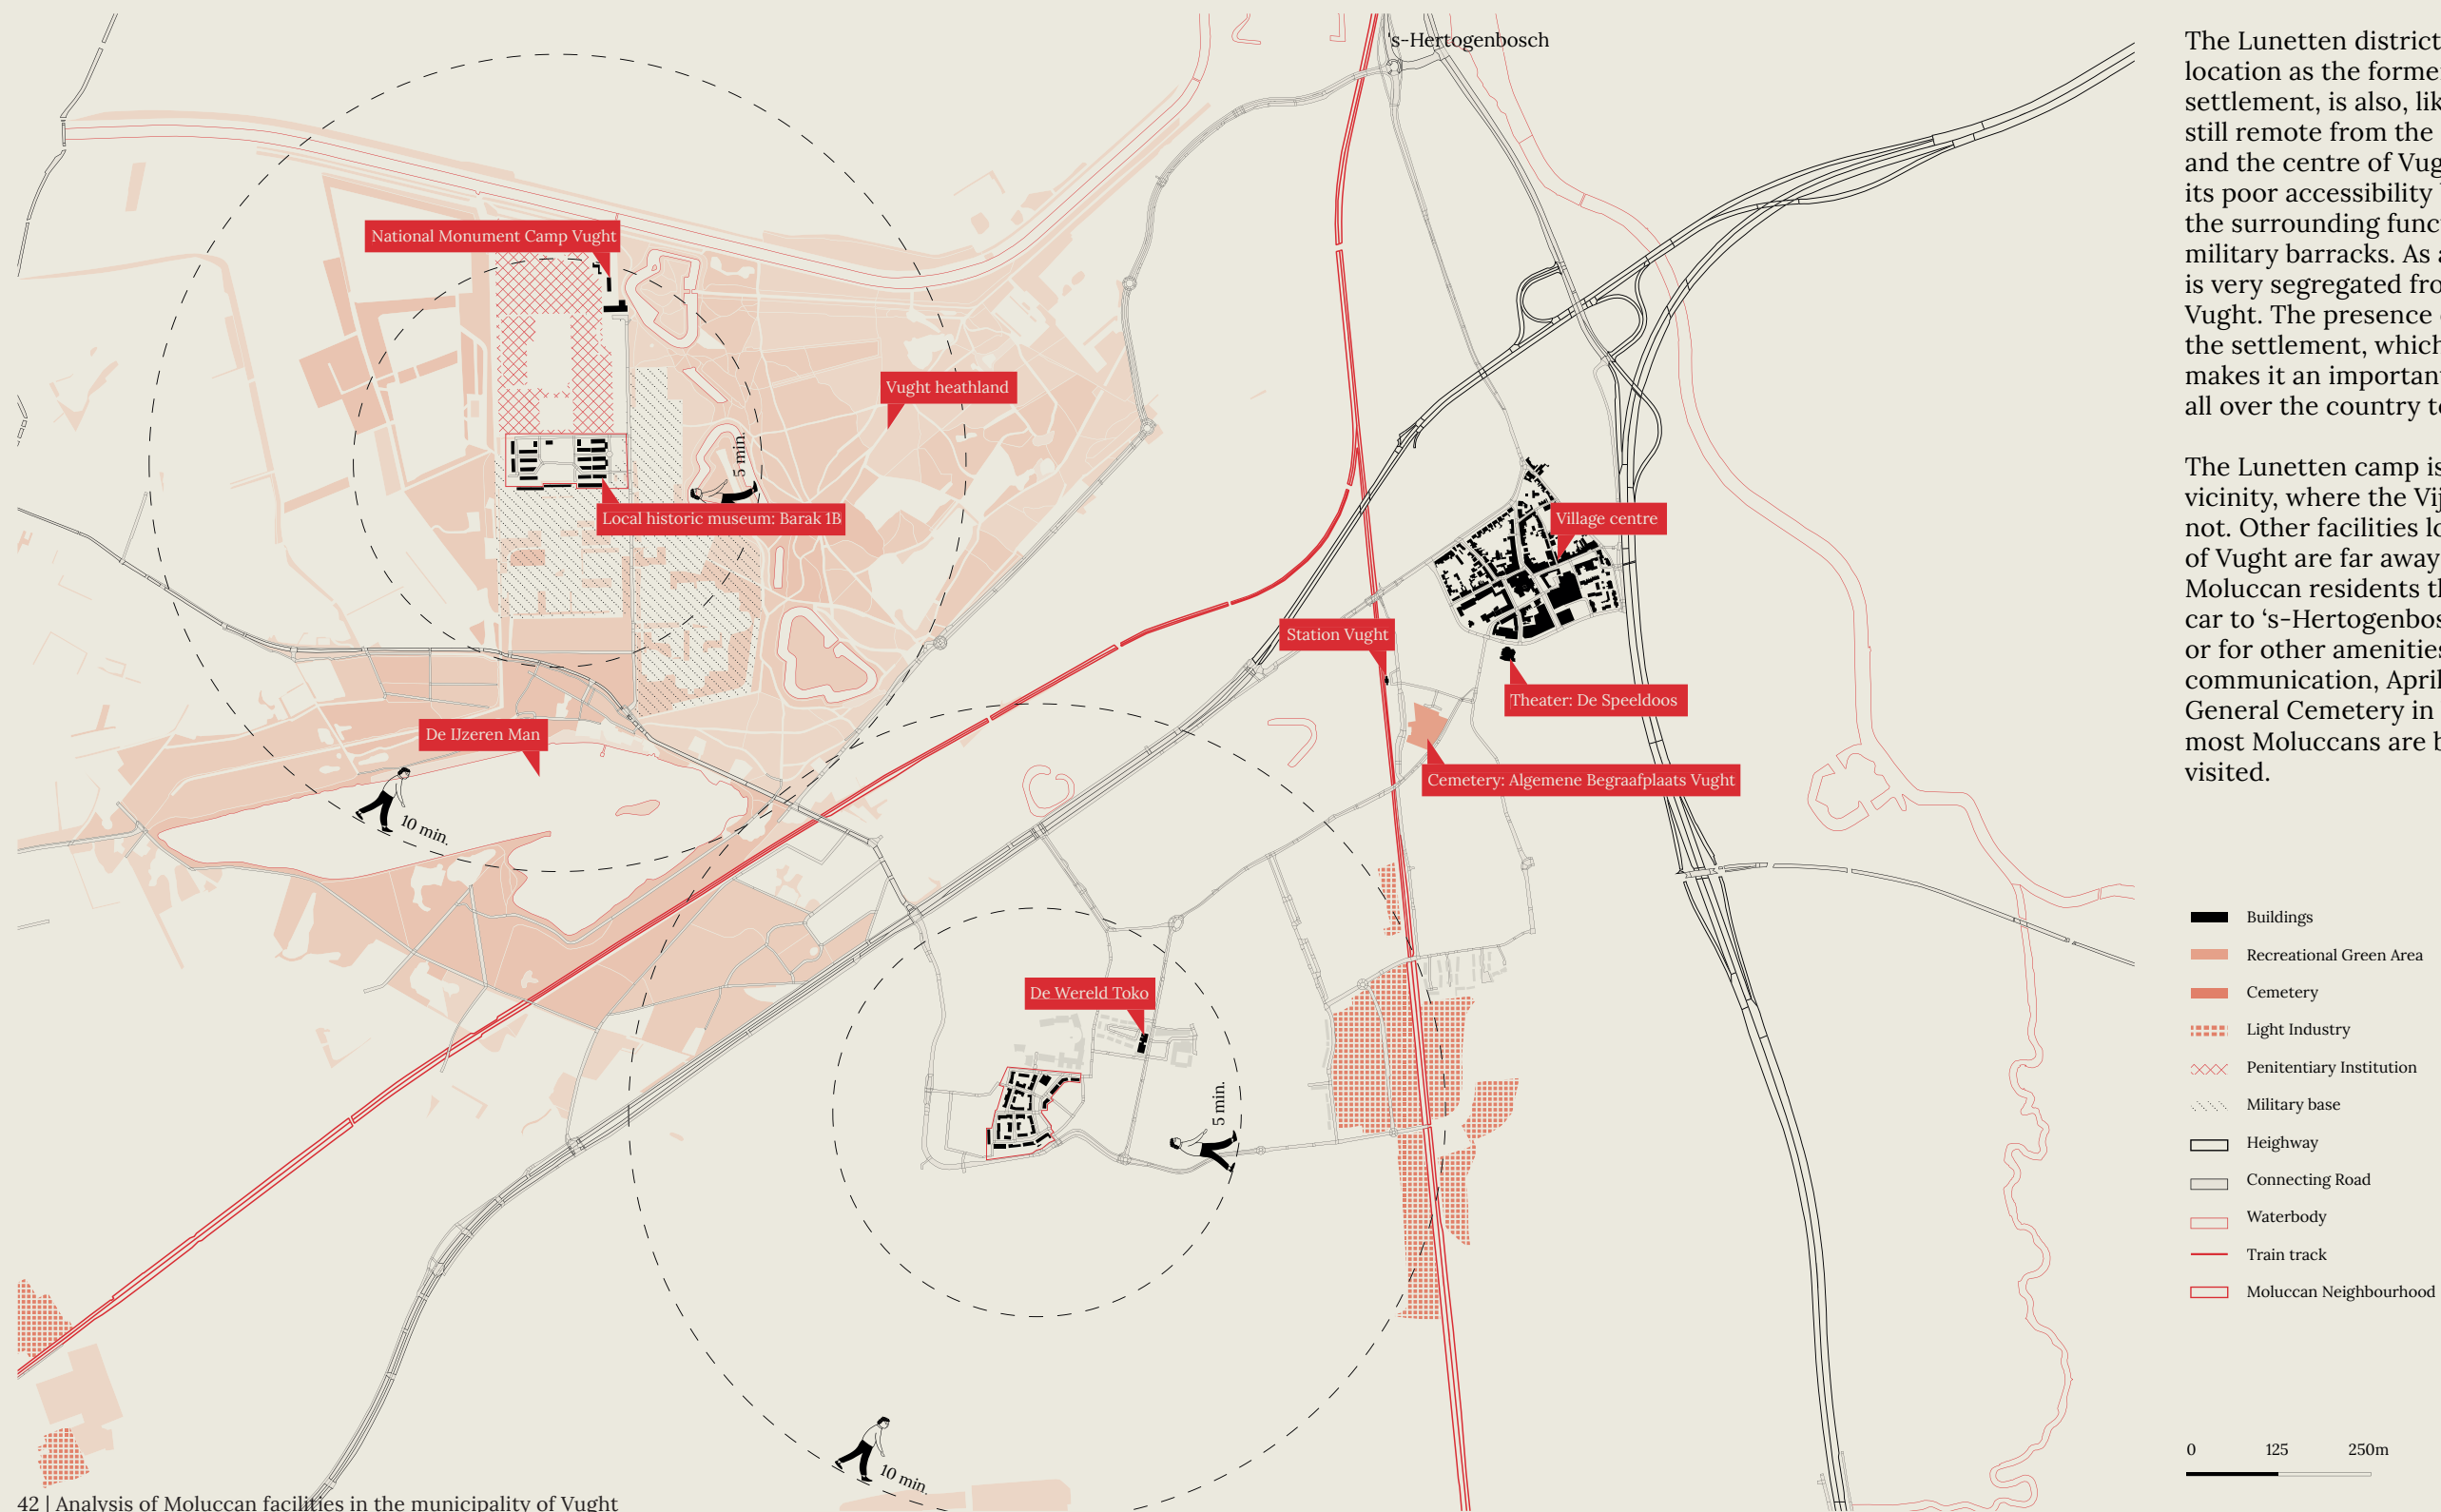 's-Hertogenbosch
National Monument Camp Vught
Vught heathland
5 min.
Local historic museum: Barak 1B
Village centre
Station Vught
Theater: De Speeldoos
De IJzeren Man
Cemetery: Algemene Begraafplaats Vught
10 min.
De Wereld Toko
5 min.
10 min.
42 | Analysis of Moluccan facilities in the municipality of Vught
The Lunetten district
location as the forme
settlement, is also, lik
still remote from the
and the centre of Vug
its poor accessibility
the surrounding func
military barracks. As a
is very segregated fro
Vught. The presence
the settlement, which
makes it an important
all over the country t
The Lunetten camp is
vicinity, where the Vij
not. Other facilities lo
of Vught are far away
Moluccan residents th
car to ‘s-Hertogenbos
or for other amenities
communication, April
General Cemetery in
most Moluccans are b
visited.
Buildings
Recreational Green Area
Cemetery
Light Industry
Penitentiary Institution
Military base
Heighway
Connecting Road
Waterbody
Train track
Moluccan Neighbourhood
0 125 250m